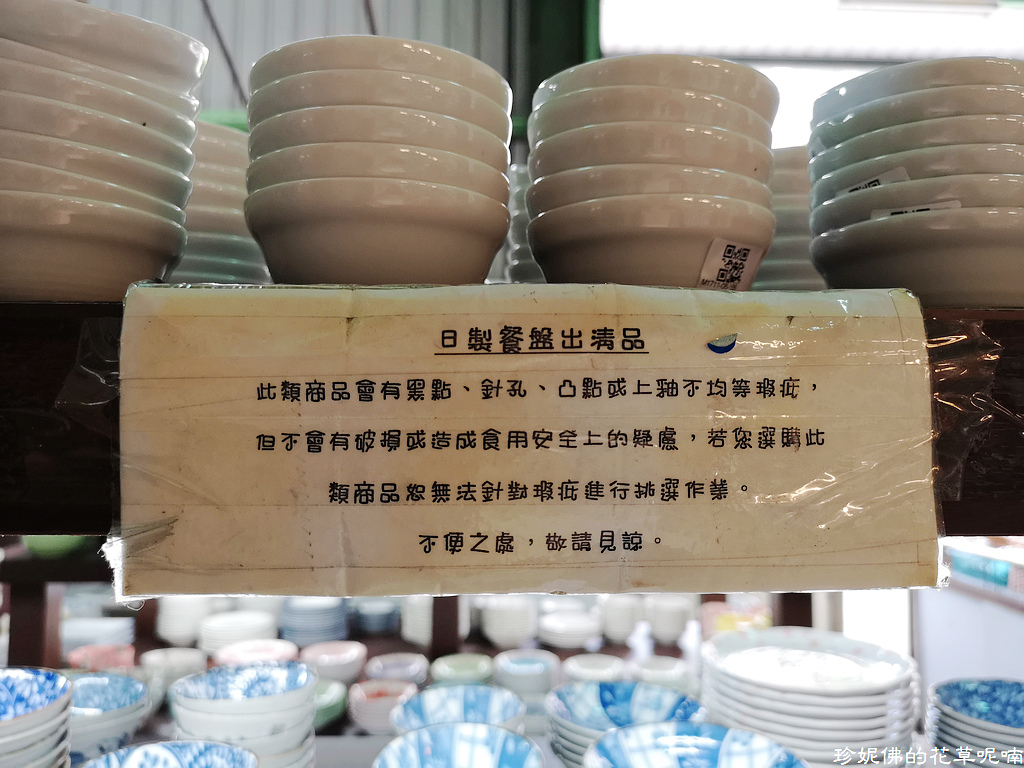 日製餐盤出清品
此類商品會有黑點、針孔、凸點或上釉不均等瑕疵，
但不會有破損或造成食用安全上的疑慮，若您選購此
類商品恕無法針對瑕疵進行挑選作業。
不便之處，敬請見諒。
珍妮佛的花草呢喃